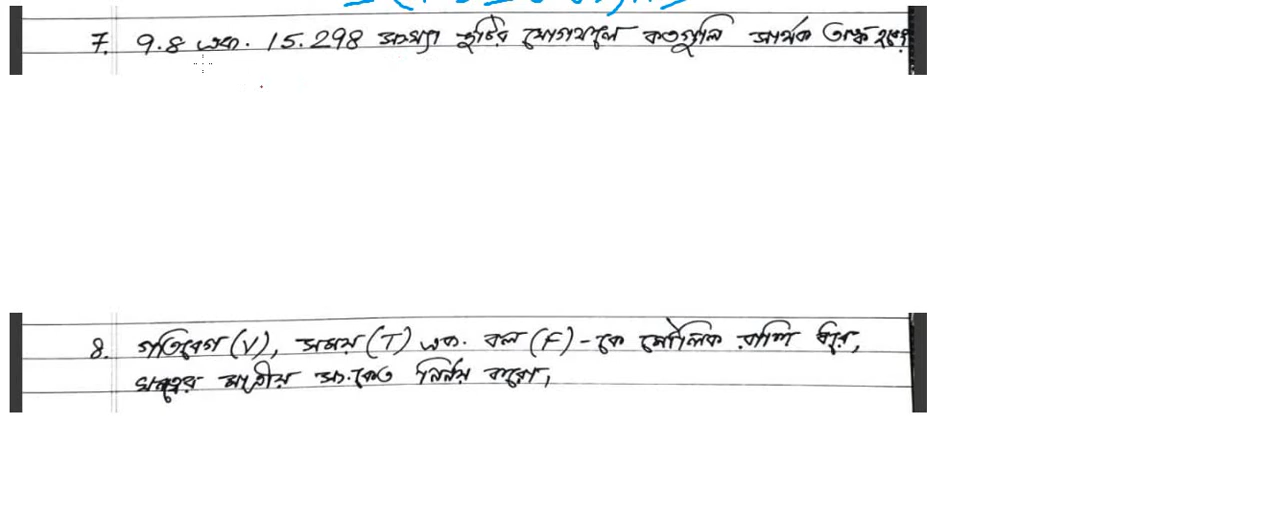 7. 9.8 এবং 15.298 সংখ্যা দুটির যোগফলে কতগুলি সার্থক অঙ্ক হবে?
8. গতিবেগ (V), সময় (T) এবং বল (F) - কে মৌলিক রাশি ধরে,
ভরের মাত্রীয় সংকেত নির্ণয় করো,